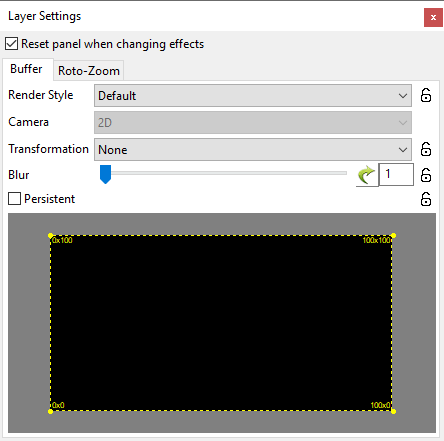 Layer Settings
x
Reset panel when changing effects
Buffer
Roto-Zoom
Render Style
Default
Camera
2D
Transformation
None
Blur
1
Persistent
0x100
100x100
0x0
100x0